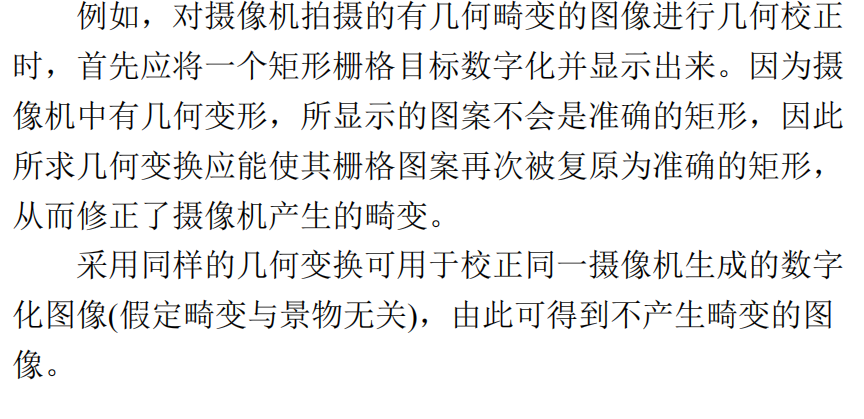 例如，对摄像机拍摄的有几何畸变的图像进行几何校正
时，首先应将一个矩形栅格目标数字化并显示出来。因为摄
像机中有几何变形，所显示的图案不会是准确的矩形，因此
所求几何变换应能使其栅格图案再次被复原为准确的矩形，
从而修正了摄像机产生的畸变。
采用同样的几何变换可用于校正同一摄像机生成的数字
化图像(假定畸变与景物无关)，由此可得到不产生畸变的图
像。